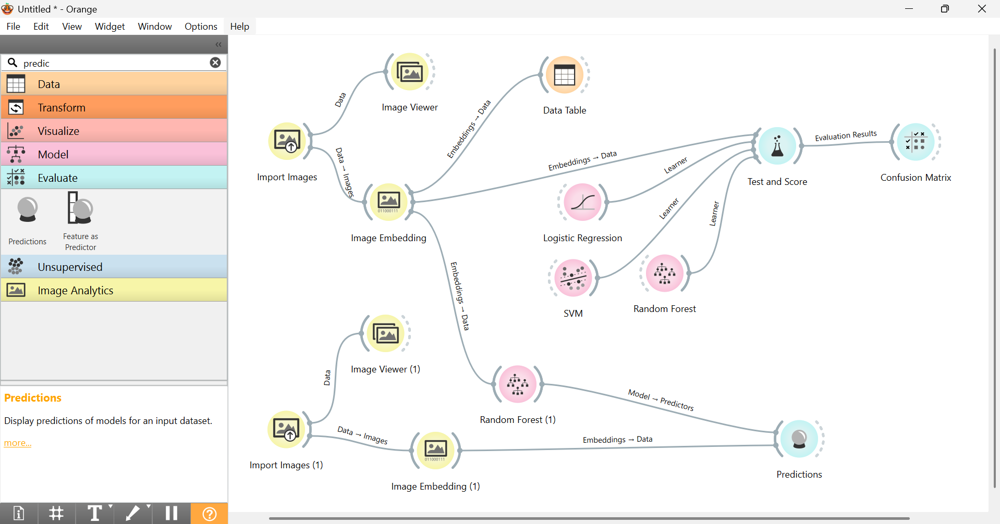 Untitled * - Orange
File Edit View Widget Window Options Help
«
predic
Data
Transform
Visualize
Model
Evaluate
Predictions
Feature as
Predictor
Unsupervised
Image Analytics
Predictions
Display predictions of models for an input dataset.
more...
Image Viewer
Data Table
Data
Embeddings → Data
Import Images
Data → Images
Image Embedding
Embeddings → Data
Learner
Logistic Regression
Learner
SVM
Learner
Random Forest
Test and Score
Evaluation Results
Confusion Matrix
Embeddings → Data
Image Viewer (1)
Data
Random Forest (1)
Model → Predictors
Import Images (1)
Data → Images
Image Embedding (1)
Embeddings → Data
Predictions
011000111
011000111
T
?